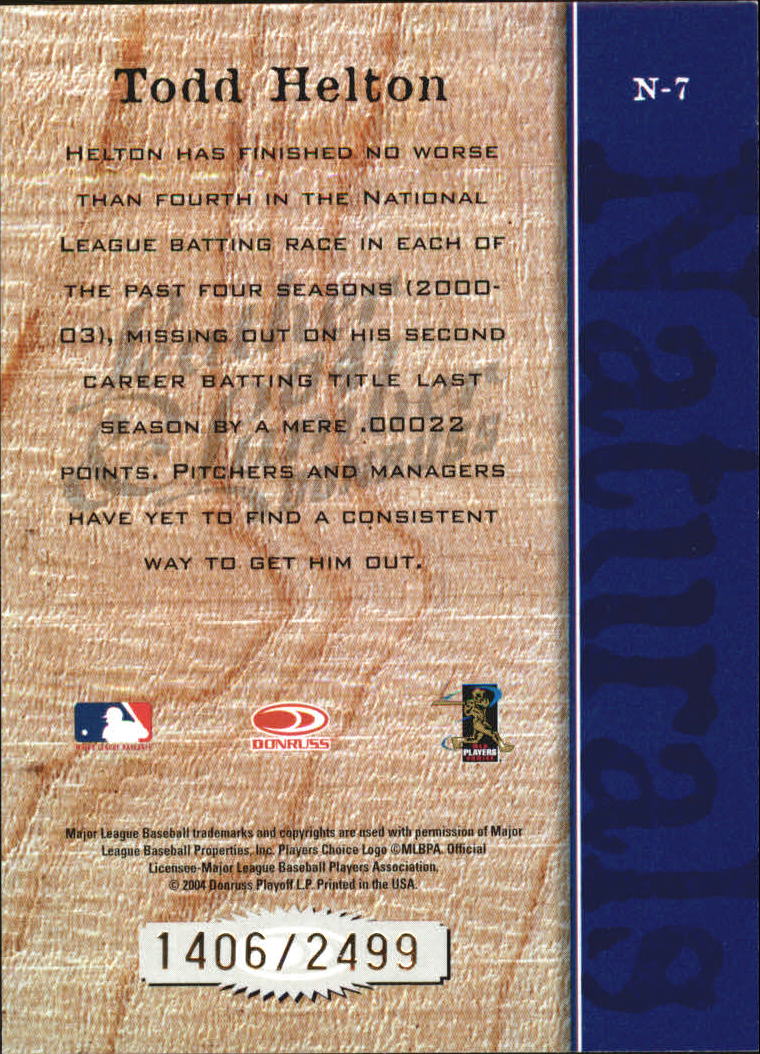 Todd Helton
N-7
HELTON HAS FINISHED NO WORSE
THAN FOURTH IN THE NATIONAL
LEAGUE BATTING RACE IN EACH OF
THE PAST FOUR SEASONS (2000-
03), MISSING OUT ON HIS SECOND
CAREER BATTING TITLE LAST
SEASON BY A MERE .00022
POINTS. PITCHERS AND MANAGERS
HAVE YET TO FIND A CONSISTENT
WAY TO GET HIM OUT.
Naturals
MAJOR LEAGUE BASEBALL
DONRUSS
MLB
PLAYERS
CHOICE
Major League Baseball trademarks and copyrights are used with permission of Major
League Baseball Properties, Inc. Players Choice Logo ©MLBPA. Official
Licensee-Major League Baseball Players Association.
© 2004 Donruss Playoff L.P. Printed in the USA.
1406/2499